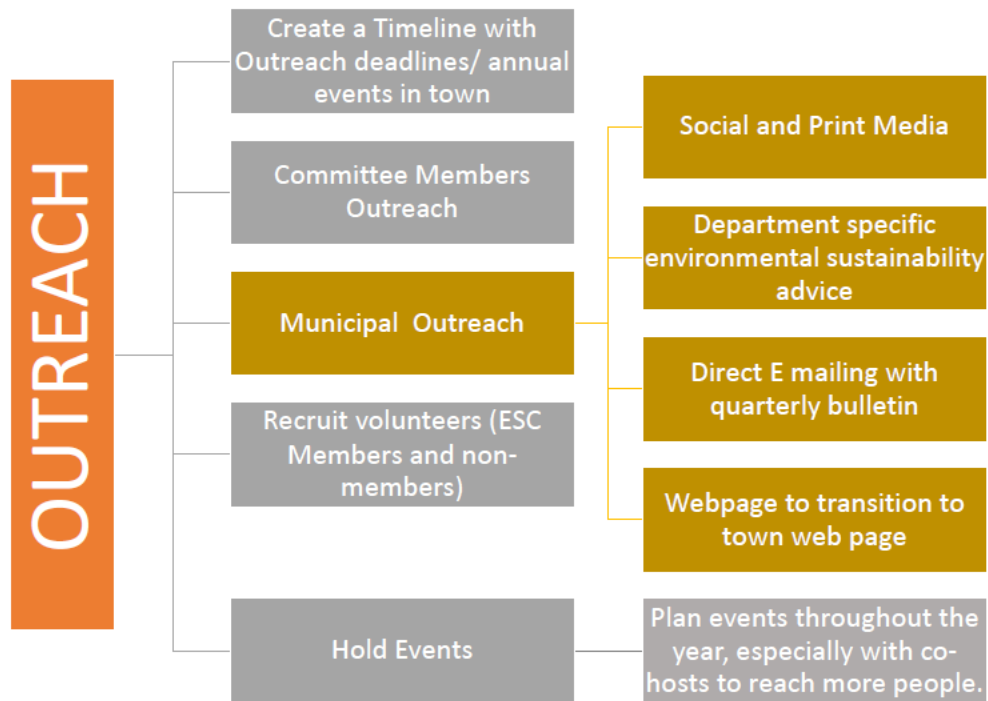 OUTREACH
Create a Timeline with
Outreach deadlines/ annual
events in town
Committee Members
Outreach
Municipal  Outreach
Social and Print Media
Department specific
environmental sustainability
advice
Direct E mailing with
quarterly bulletin
Webpage to transition to
town web page
Recruit volunteers (ESC
Members and non-
members)
Hold Events
Plan events throughout the
year, especially with co-
hosts to reach more people.